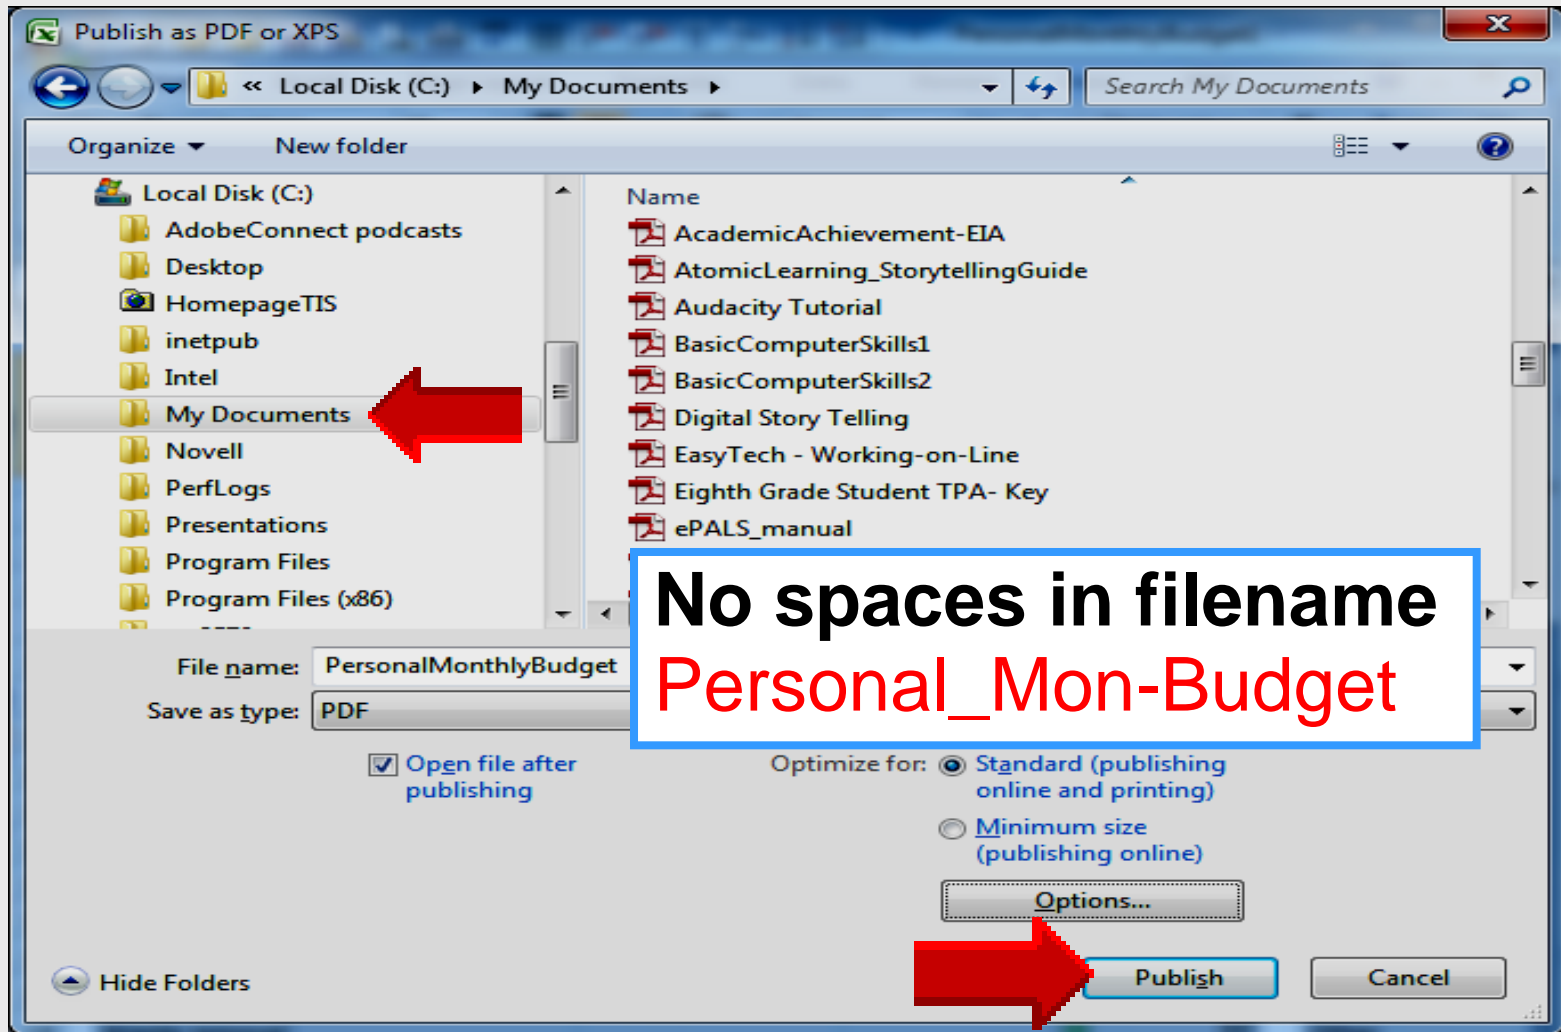 Publish as PDF or XPS
« Local Disk (C:) ▸ My Documents ▸
Search My Documents
Organize
New folder
Local Disk (C:)
AdobeConnect podcasts
Desktop
HomepageTIS
inetpub
Intel
My Documents
Novell
PerfLogs
Presentations
Program Files
Program Files (x86)
Name
AcademicAchievement-EIA
AtomicLearning_StorytellingGuide
Audacity Tutorial
BasicComputerSkills1
BasicComputerSkills2
Digital Story Telling
EasyTech - Working-on-Line
Eighth Grade Student TPA- Key
ePALS_manual
No spaces in filename
Personal_Mon-Budget
File name: PersonalMonthlyBudget
Save as type: PDF
Open file after
publishing
Optimize for:
Standard (publishing
online and printing)
Minimum size
(publishing online)
Options...
Hide Folders
Publish
Cancel